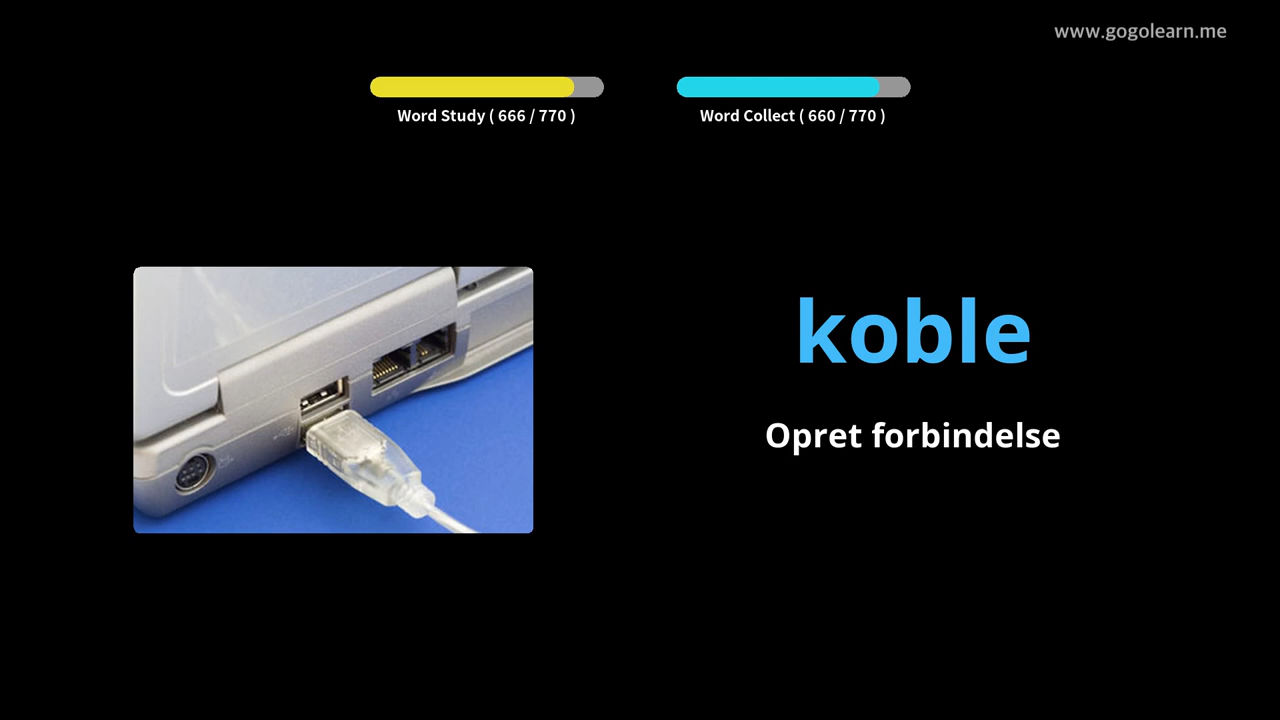 www.gogolearn.me
Word Study ( 666 / 770 )
Word Collect ( 660 / 770 )
koble
Opret forbindelse